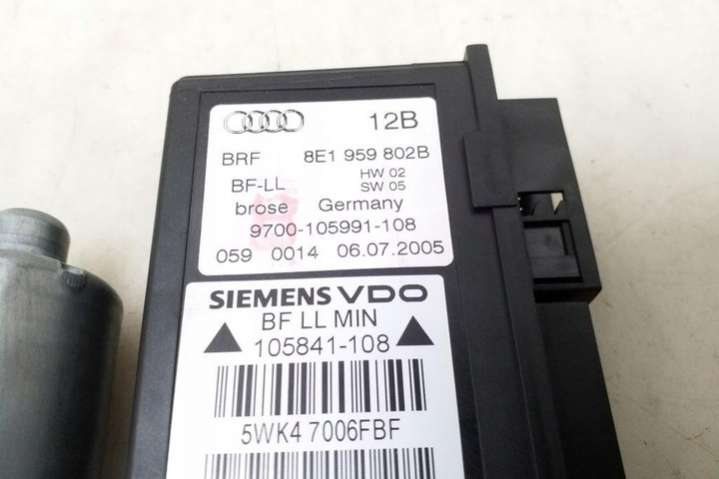 12B
BRF 8E1 959 802B
BF-LL HW 02
SW 05
brose Germany
9700-105991-108
059 0014 06.07.2005
SIEMENS VDO
BF LL MIN
105841-108
5WK4 7006FBF